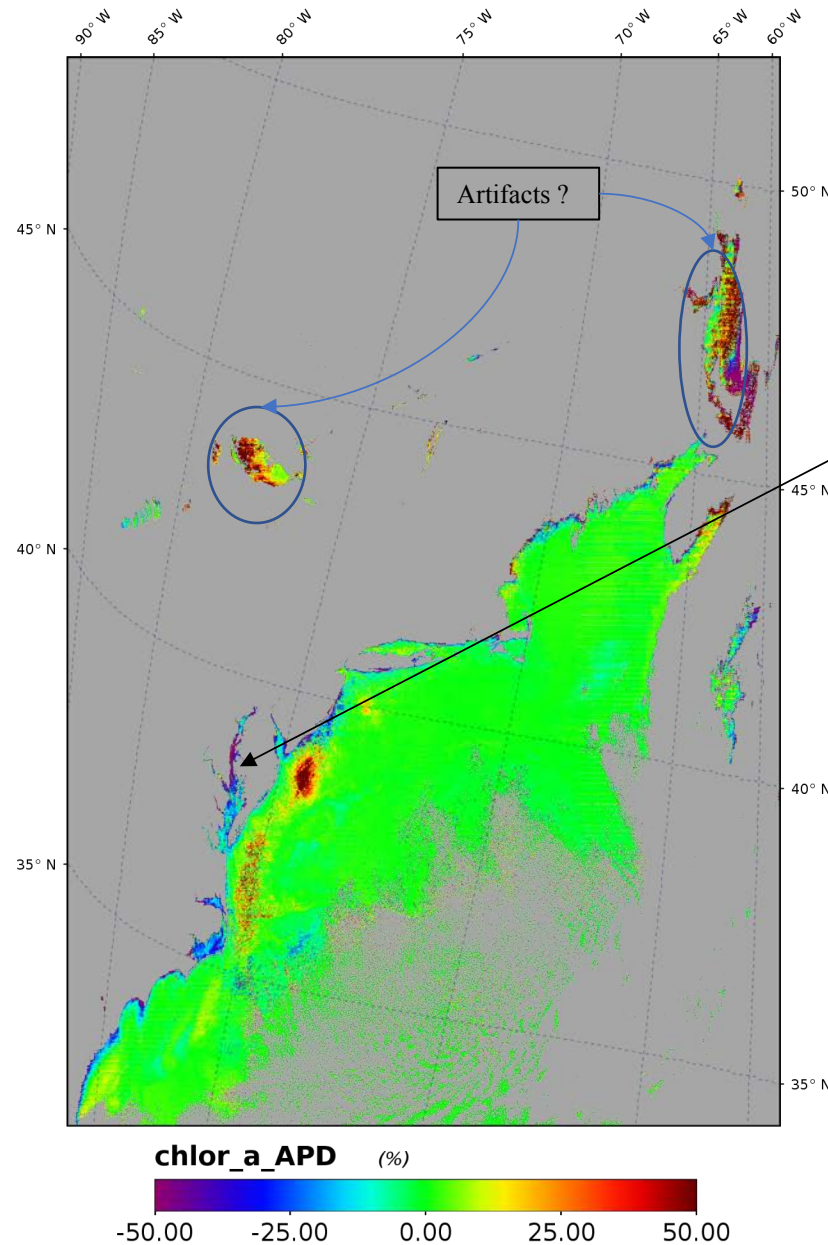 90° W 85° W 80° W 75° W 70° W 65° W 60° W
50° N
Artifacts ?
45° N
45° N
40° N
40° N
35° N
35° N
chlor_a_APD (%)
-50.00 -25.00 0.00 25.00 50.00